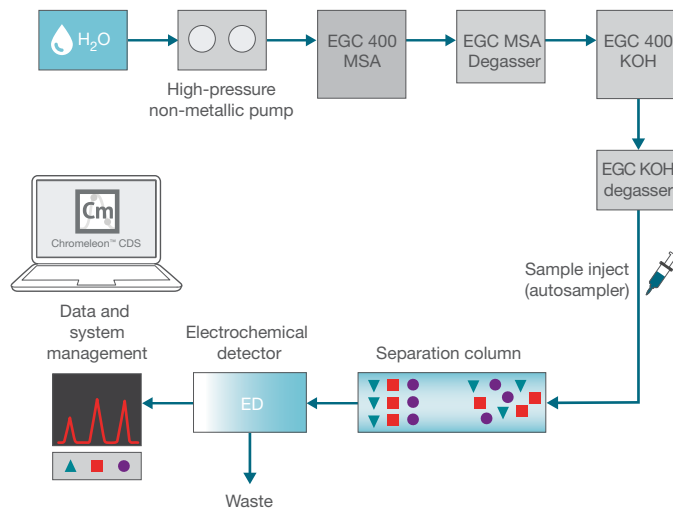 H₂O
High-pressure
non-metallic pump
EGC 400
MSA
EGC MSA
Degasser
EGC 400
KOH
EGC KOH
degasser
Sample inject
(autosampler)
Cm
Chromeleon™ CDS
Data and
system
management
Electrochemical
detector
ED
Separation column
Waste